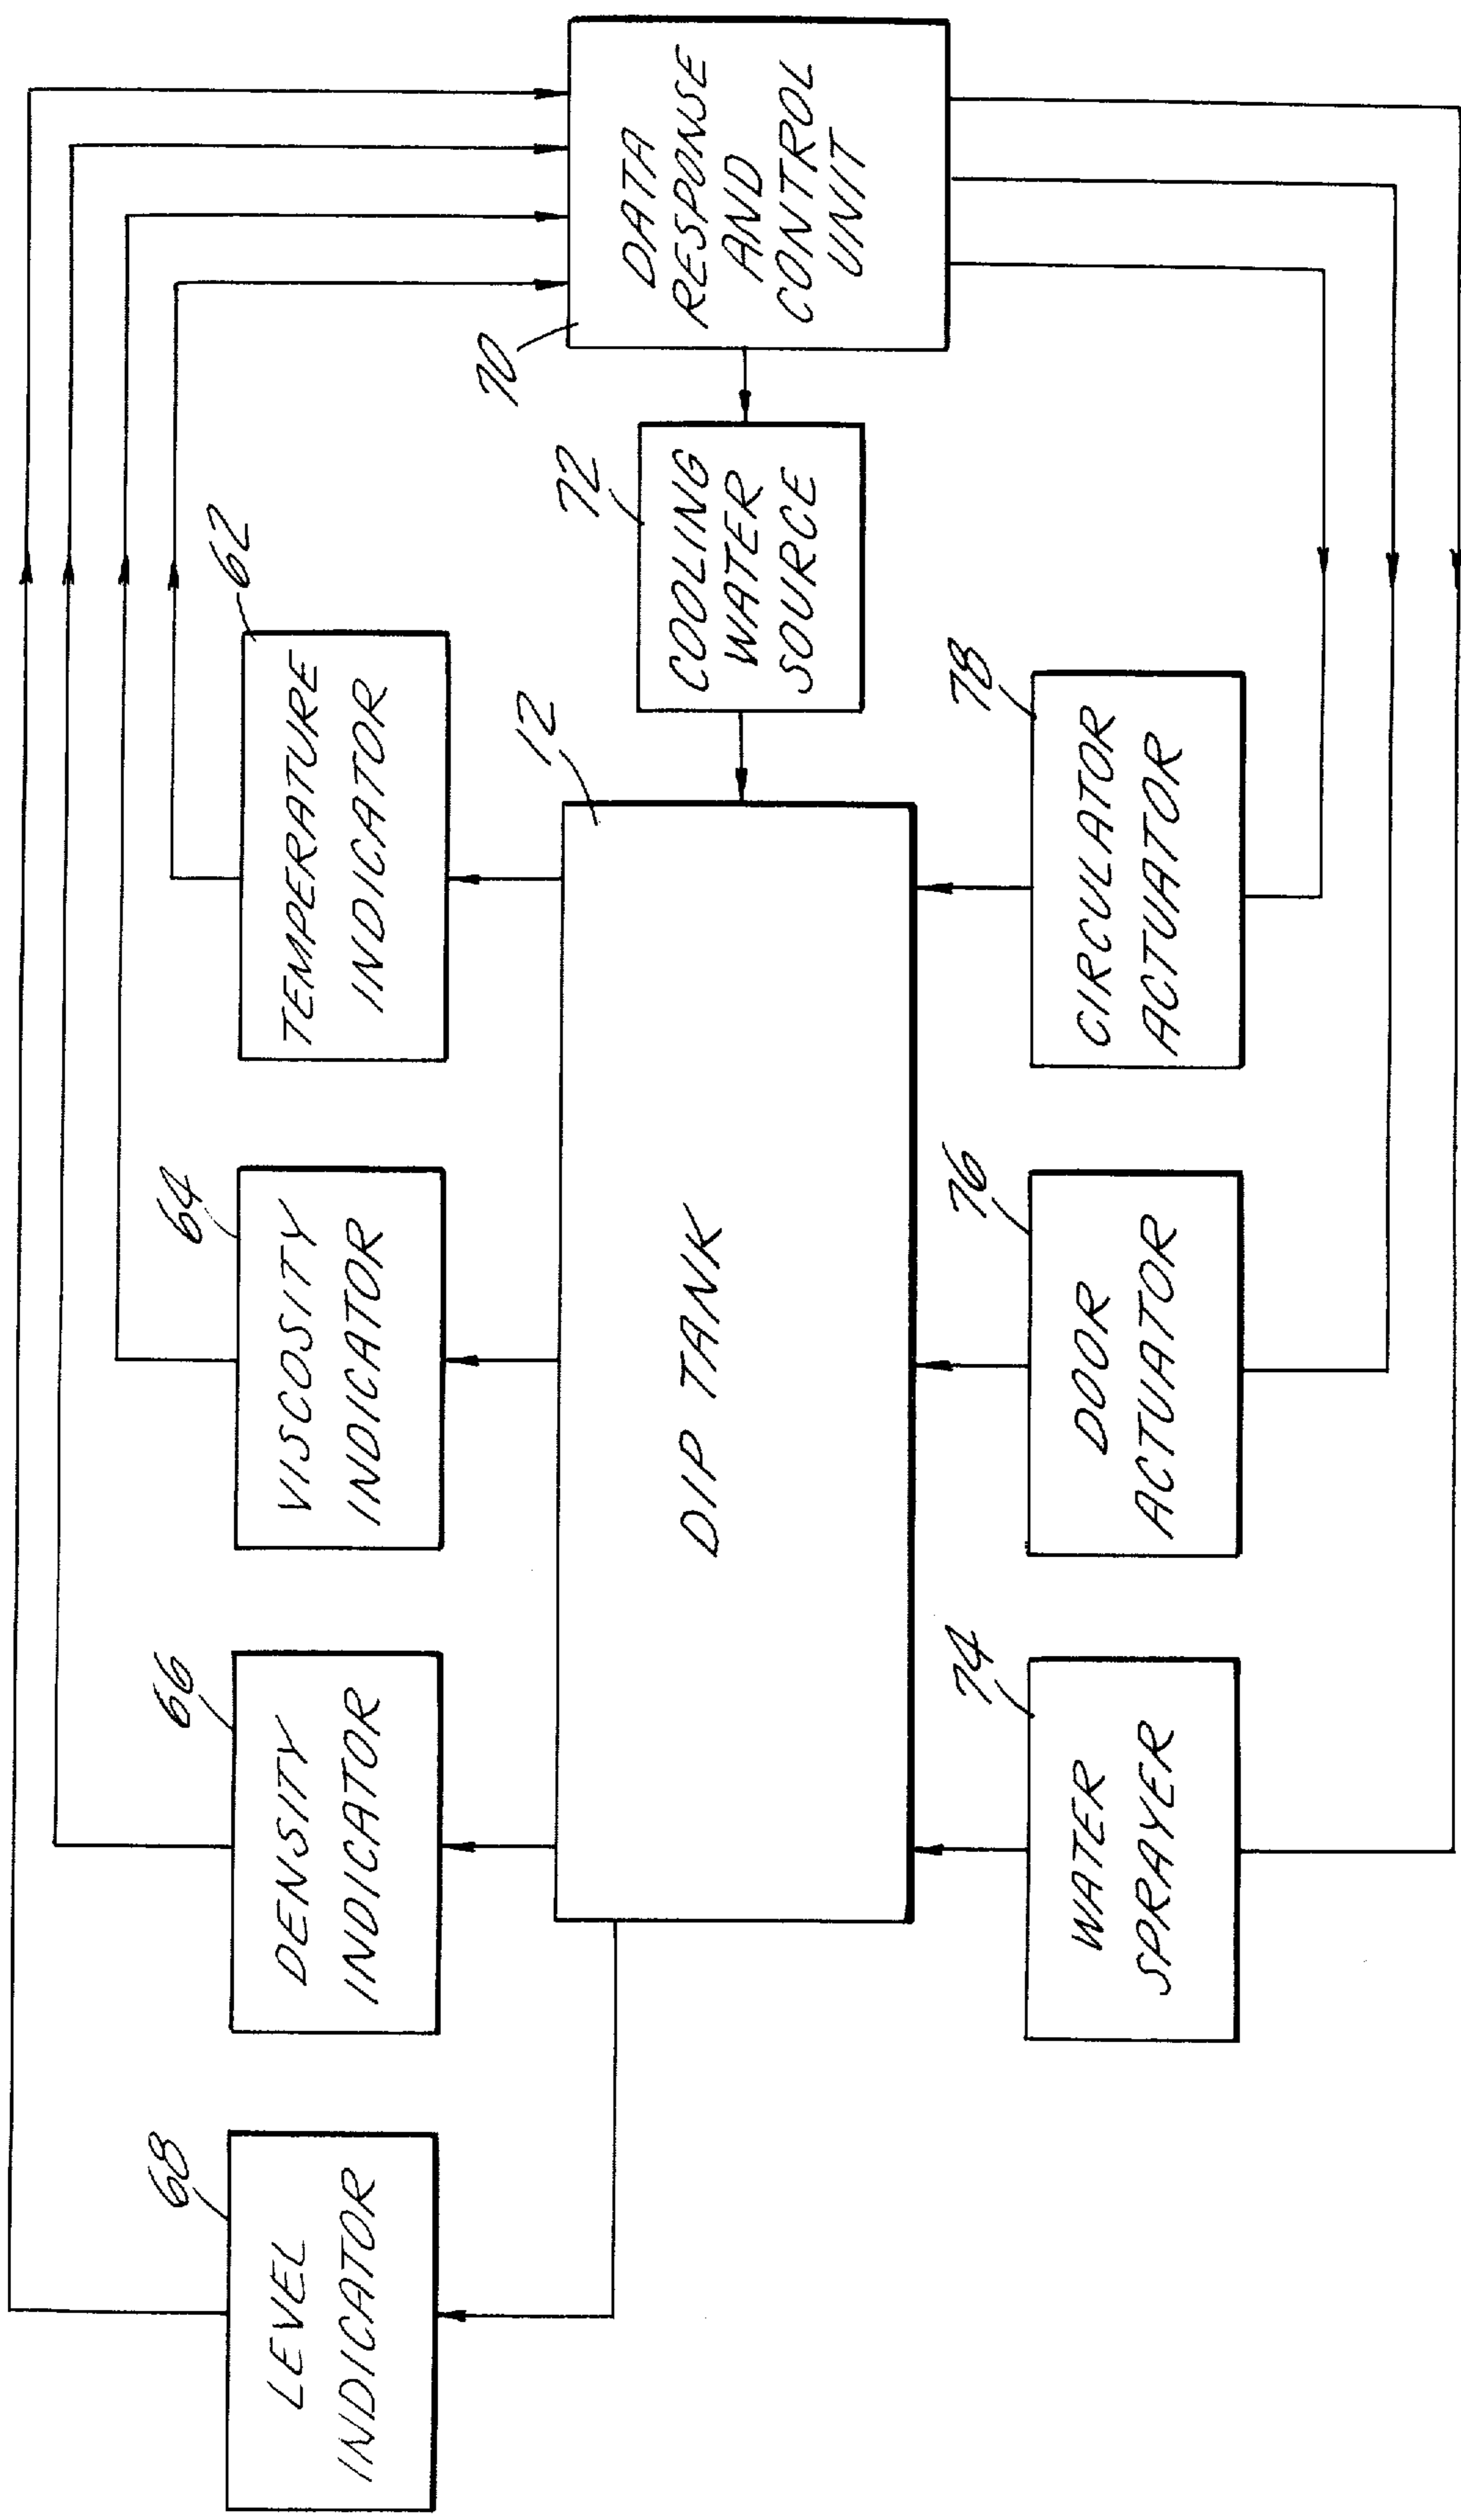 68
LEVEL
INDICATOR
66
DENSITY
INDICATOR
64
VISCOSITY
INDICATOR
62
TEMPERATURE
INDICATOR
12
DIP TANK
72
COOLING
WATER
SOURCE
70
DATA
RESPONSE
AND
CONTROL
UNIT
74
WATER
SPRAYER
76
DOOR
ACTUATOR
78
CIRCULATOR
ACTUATOR